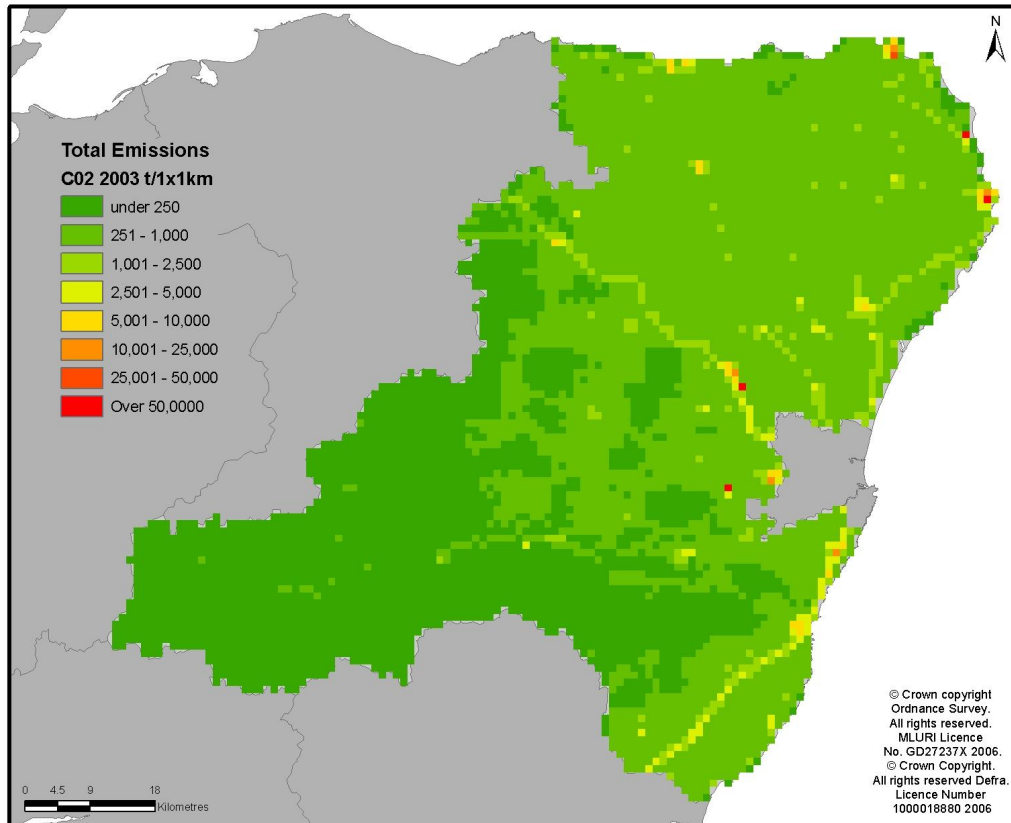 N
Total Emissions
C02 2003 t/1x1km
under 250
251 - 1,000
1,001 - 2,500
2,501 - 5,000
5,001 - 10,000
10,001 - 25,000
25,001 - 50,000
Over 50,0000
0 4.5 9 18
Kilometres
© Crown copyright
Ordnance Survey.
All rights reserved.
MLURI Licence
No. GD27237X 2006.
© Crown Copyright.
All rights reserved Defra.
Licence Number
1000018880 2006